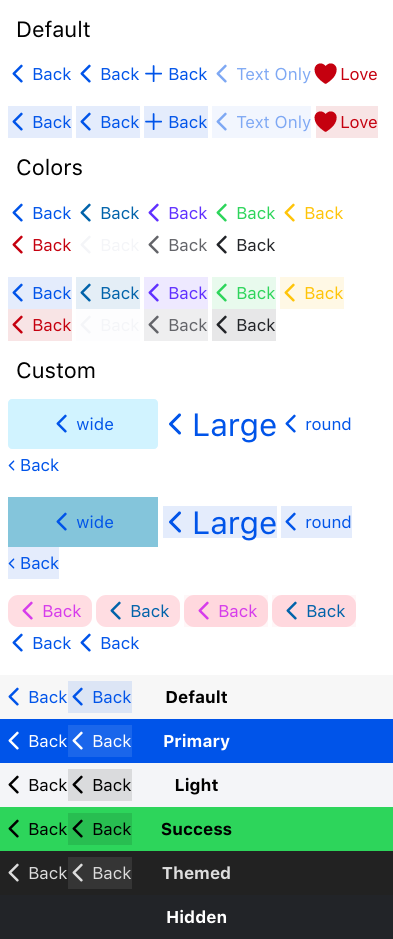 Default
Back Back Back Text Only Love
Back Back Back Text Only Love
Colors
Back Back Back Back Back
Back Back Back Back
Back Back Back Back Back
Back Back Back Back
Custom
wide Large round
Back
wide Large round
Back
Back Back Back Back
Back Back
Back Back Default
Back Back Primary
Back Back Light
Back Back Success
Back Back Themed
Hidden